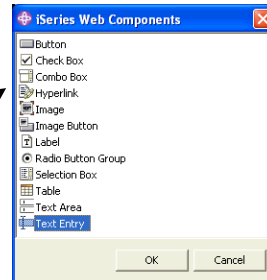 iSeries Web Components
Button
Check Box
Combo Box
Hyperlink
Image
Image Button
Label
Radio Button Group
Selection Box
Table
Text Area
Text Entry
OK Cancel